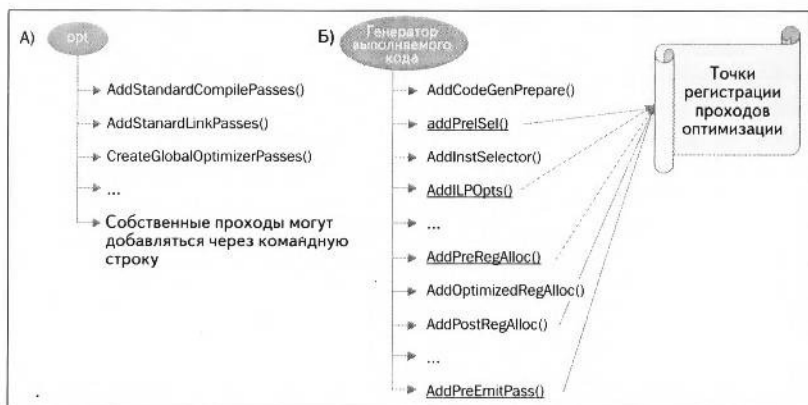 А)
opt
AddStandardCompilePasses()
AddStanardLinkPasses()
CreateGlobalOptimizerPasses()
...
Собственные проходы могут
добавляться через командную
строку
Б)
Генератор
выполняемого
кода
AddCodeGenPrepare()
addPreISel()
AddInstSelector()
AddILPOpts()
...
AddPreRegAlloc()
AddOptimizedRegAlloc()
AddPostRegAlloc()
...
AddPreEmitPass()
Точки
регистрации
проходов
оптимизации